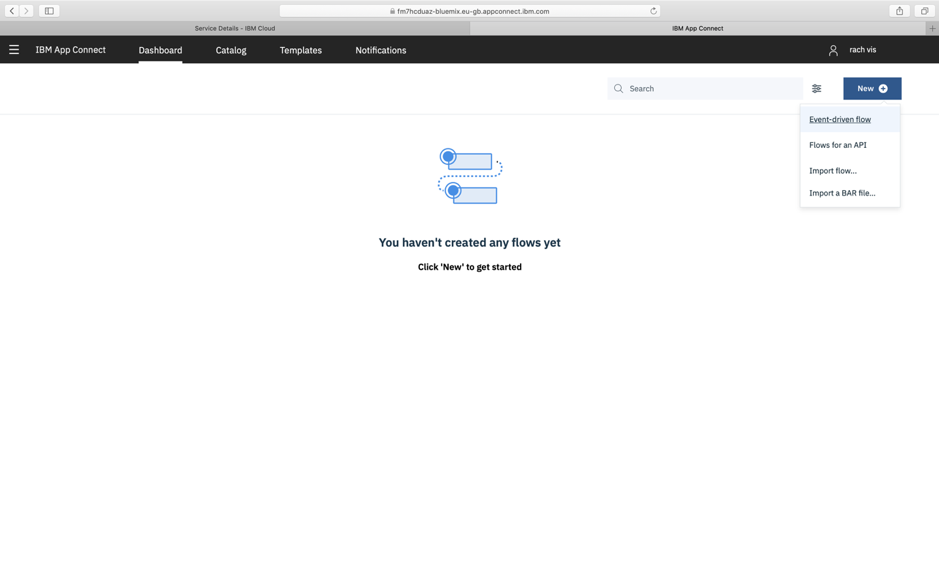 fm7hcduaz-bluemix.eu-gb.appconnect.ibm.com
Service Details - IBM Cloud
IBM App Connect
IBM App Connect
Dashboard
Catalog
Templates
Notifications
rach vis
Search
New
Event-driven flow
Flows for an API
Import flow...
Import a BAR file...
You haven't created any flows yet
Click 'New' to get started